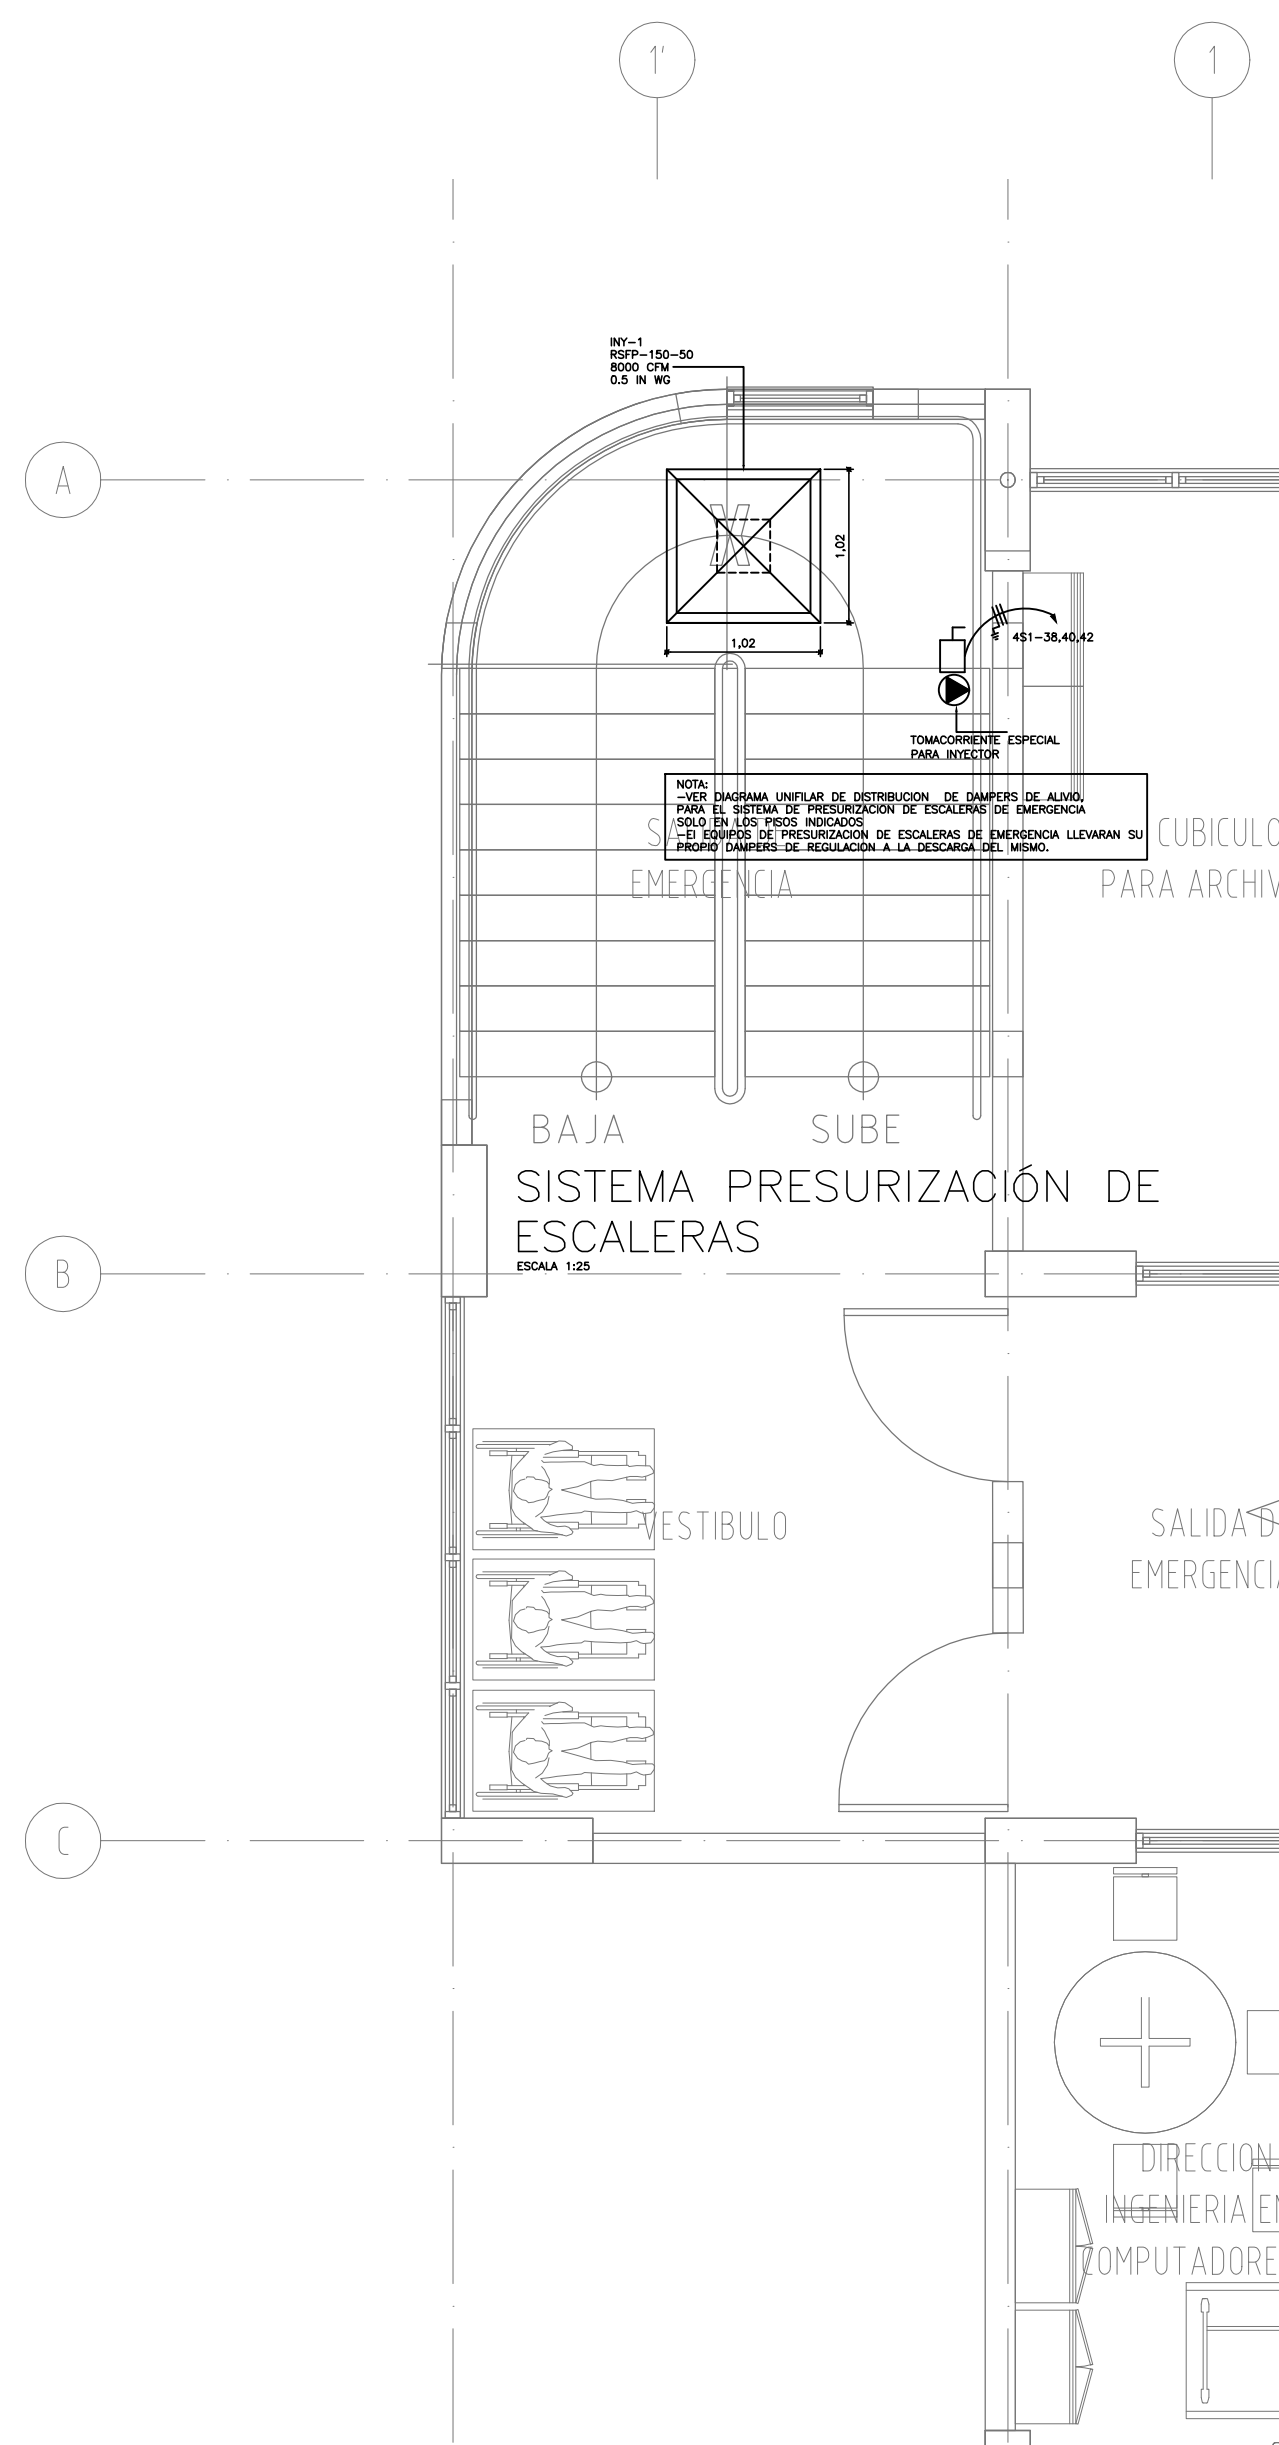 1'
1
INY-1
RSFP-150-50
8000 CFM
0.5 IN WG
A
1,02
1,02
4S1-38,40,42
TOMACORRIENTE ESPECIAL
PARA INYECTOR
NOTA:
-VER DIAGRAMA UNIFILAR DE DISTRIBUCION DE DAMPERS DE ALIVIO,
PARA EL SISTEMA DE PRESURIZACION DE ESCALERAS DE EMERGENCIA
SOLO EN LOS PISOS INDICADOS
-El EQUIPOS DE PRESURIZACION DE ESCALERAS DE EMERGENCIA LLEVARAN SU
PROPIO DAMPERS DE REGULACION A LA DESCARGA DEL MISMO.
EMERGENCIA
CUBICULO
PARA ARCHIV
BAJA
SUBE
SISTEMA PRESURIZACIÓN DE
ESCALERAS
ESCALA 1:25
B
VESTIBULO
SALIDA D
EMERGENCIA
C
DIRECCION
INGENIERIA EN
COMPUTADORE